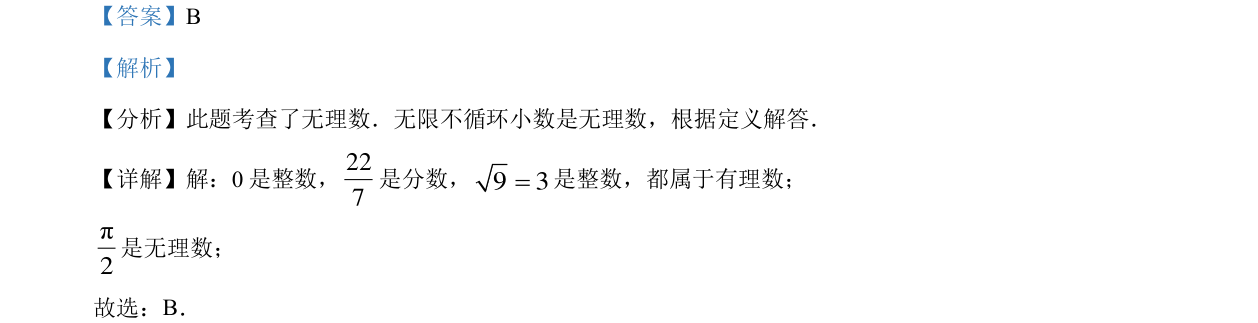 【答案】B
【解析】
【分析】此题考查了无理数．无限不循环小数是无理数，根据定义解答．
【详解】解：0 是整数，22/7 是分数，√9 = 3 是整数，都属于有理数；
π/2 是无理数；
故选：B．